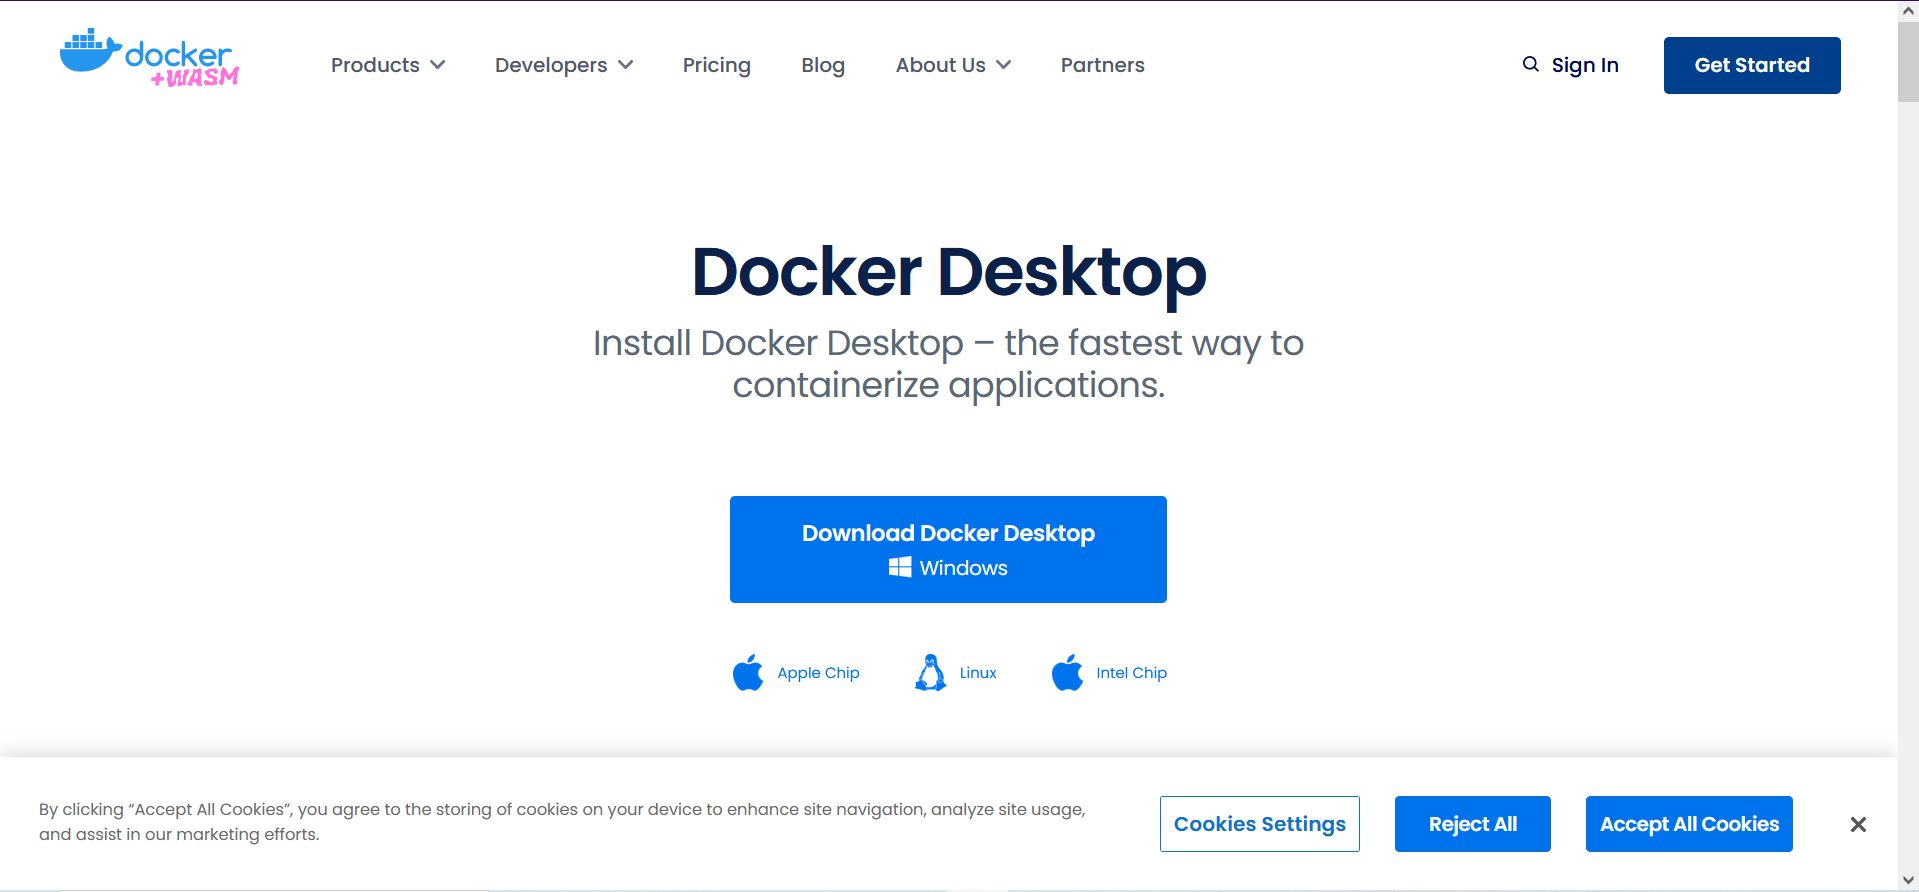 docker
+WASM
Products
Developers
Pricing
Blog
About Us
Partners
Sign In
Get Started
Docker Desktop
Install Docker Desktop – the fastest way to
containerize applications.
Download Docker Desktop
Windows
Apple Chip
Linux
Intel Chip
By clicking “Accept All Cookies”, you agree to the storing of cookies on your device to enhance site navigation, analyze site usage,
and assist in our marketing efforts.
Cookies Settings
Reject All
Accept All Cookies